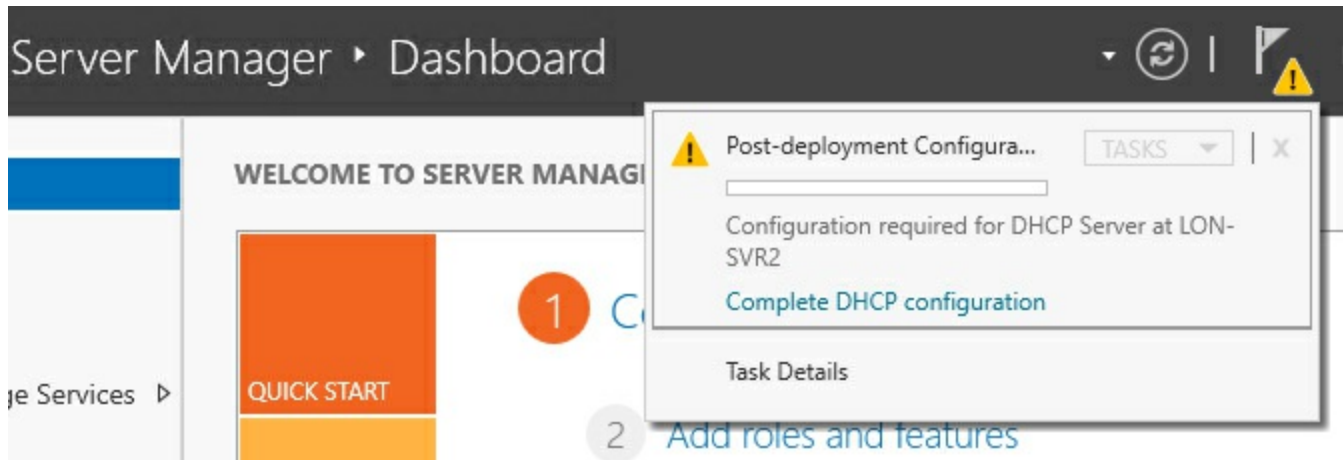 Server Manager ‣ Dashboard
Post-deployment Configura...
TASKS
X
WELCOME TO SERVER MANAG
Configuration required for DHCP Server at LON-
SVR2
Complete DHCP configuration
1
Task Details
Services
QUICK START
2 Add roles and features